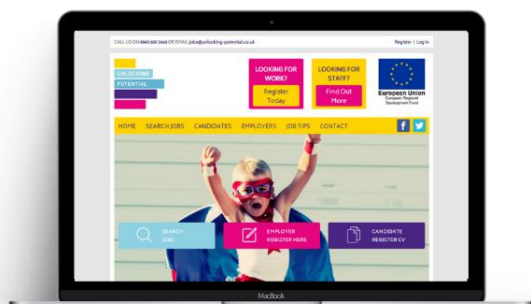 CALL US ON 0843 600 3449 OR EMAIL jobs@unlocking-potential.co.uk
Register | Log In
UNLOCKING
POTENTIAL
LOOKING FOR
WORK?
Register
Today
LOOKING FOR
STAFF?
Find Out
More
European Union
European Regional
Development Fund
HOME SEARCH JOBS CANDIDATES EMPLOYERS JOB TIPS CONTACT
SEARCH
JOBS
EMPLOYER
REGISTER HERE
CANDIDATE
REGISTER CV
MacBook